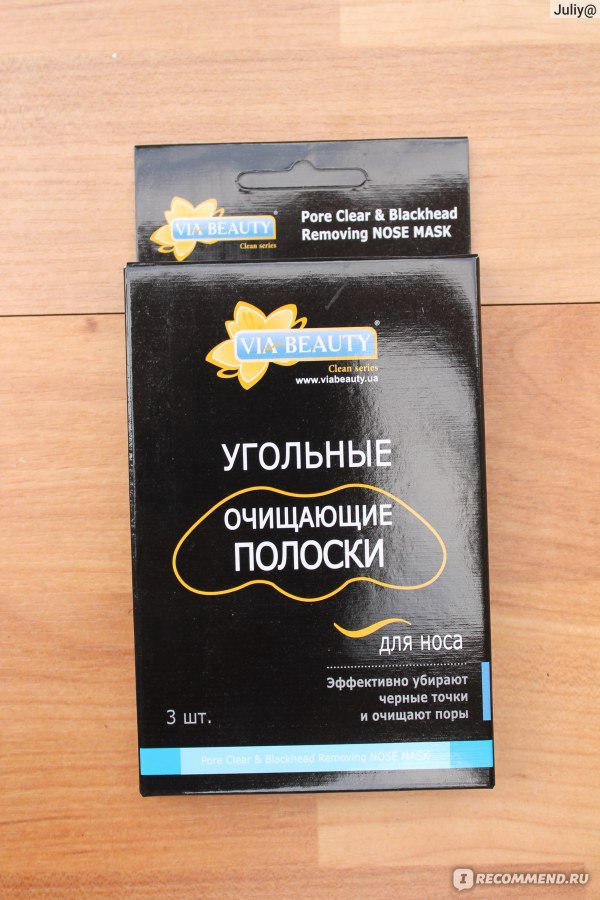 Juliy@
VIA BEAUTY
Clean series
Pore Clear & Blackhead
Removing NOSE MASK
VIA BEAUTY®
Clean series
www.viabeauty.ua
УГОЛЬНЫЕ
ОЧИЩАЮЩИЕ
ПОЛОСКИ
для носа
Эффективно убирают
черные точки
и очищают поры
3 шт.
Pore Clear & Blackhead Removing NOSE MASK
IRECOMMEND.RU